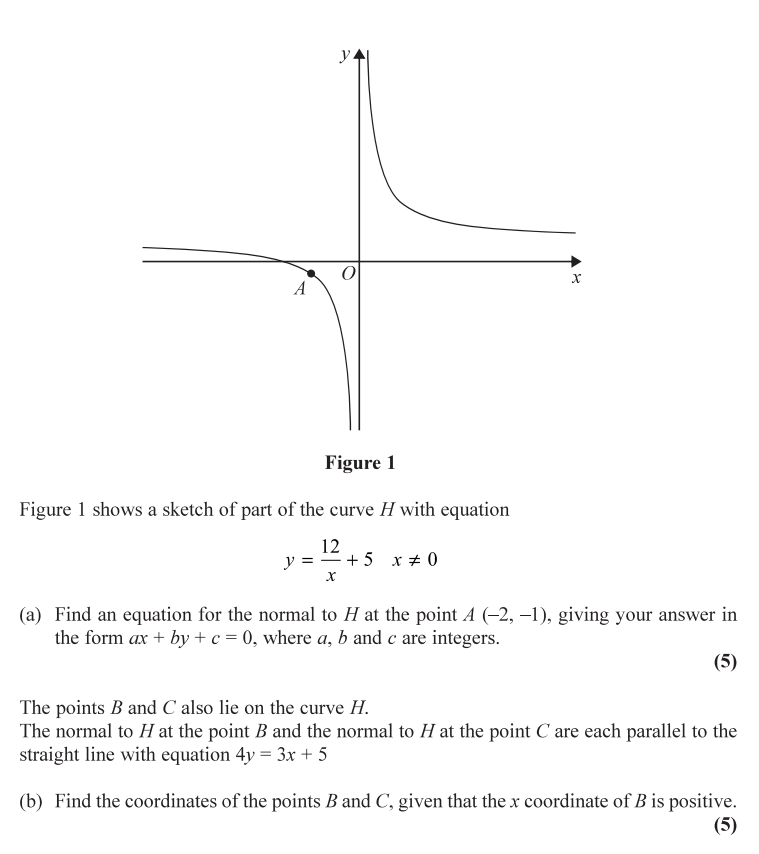 y
O
x
A
Figure 1
Figure 1 shows a sketch of part of the curve H with equation
y = 12/x + 5   x ≠ 0
(a) Find an equation for the normal to H at the point A (–2, –1), giving your answer in
the form ax + by + c = 0, where a, b and c are integers.
(5)
The points B and C also lie on the curve H.
The normal to H at the point B and the normal to H at the point C are each parallel to the
straight line with equation 4y = 3x + 5
(b) Find the coordinates of the points B and C, given that the x coordinate of B is positive.
(5)